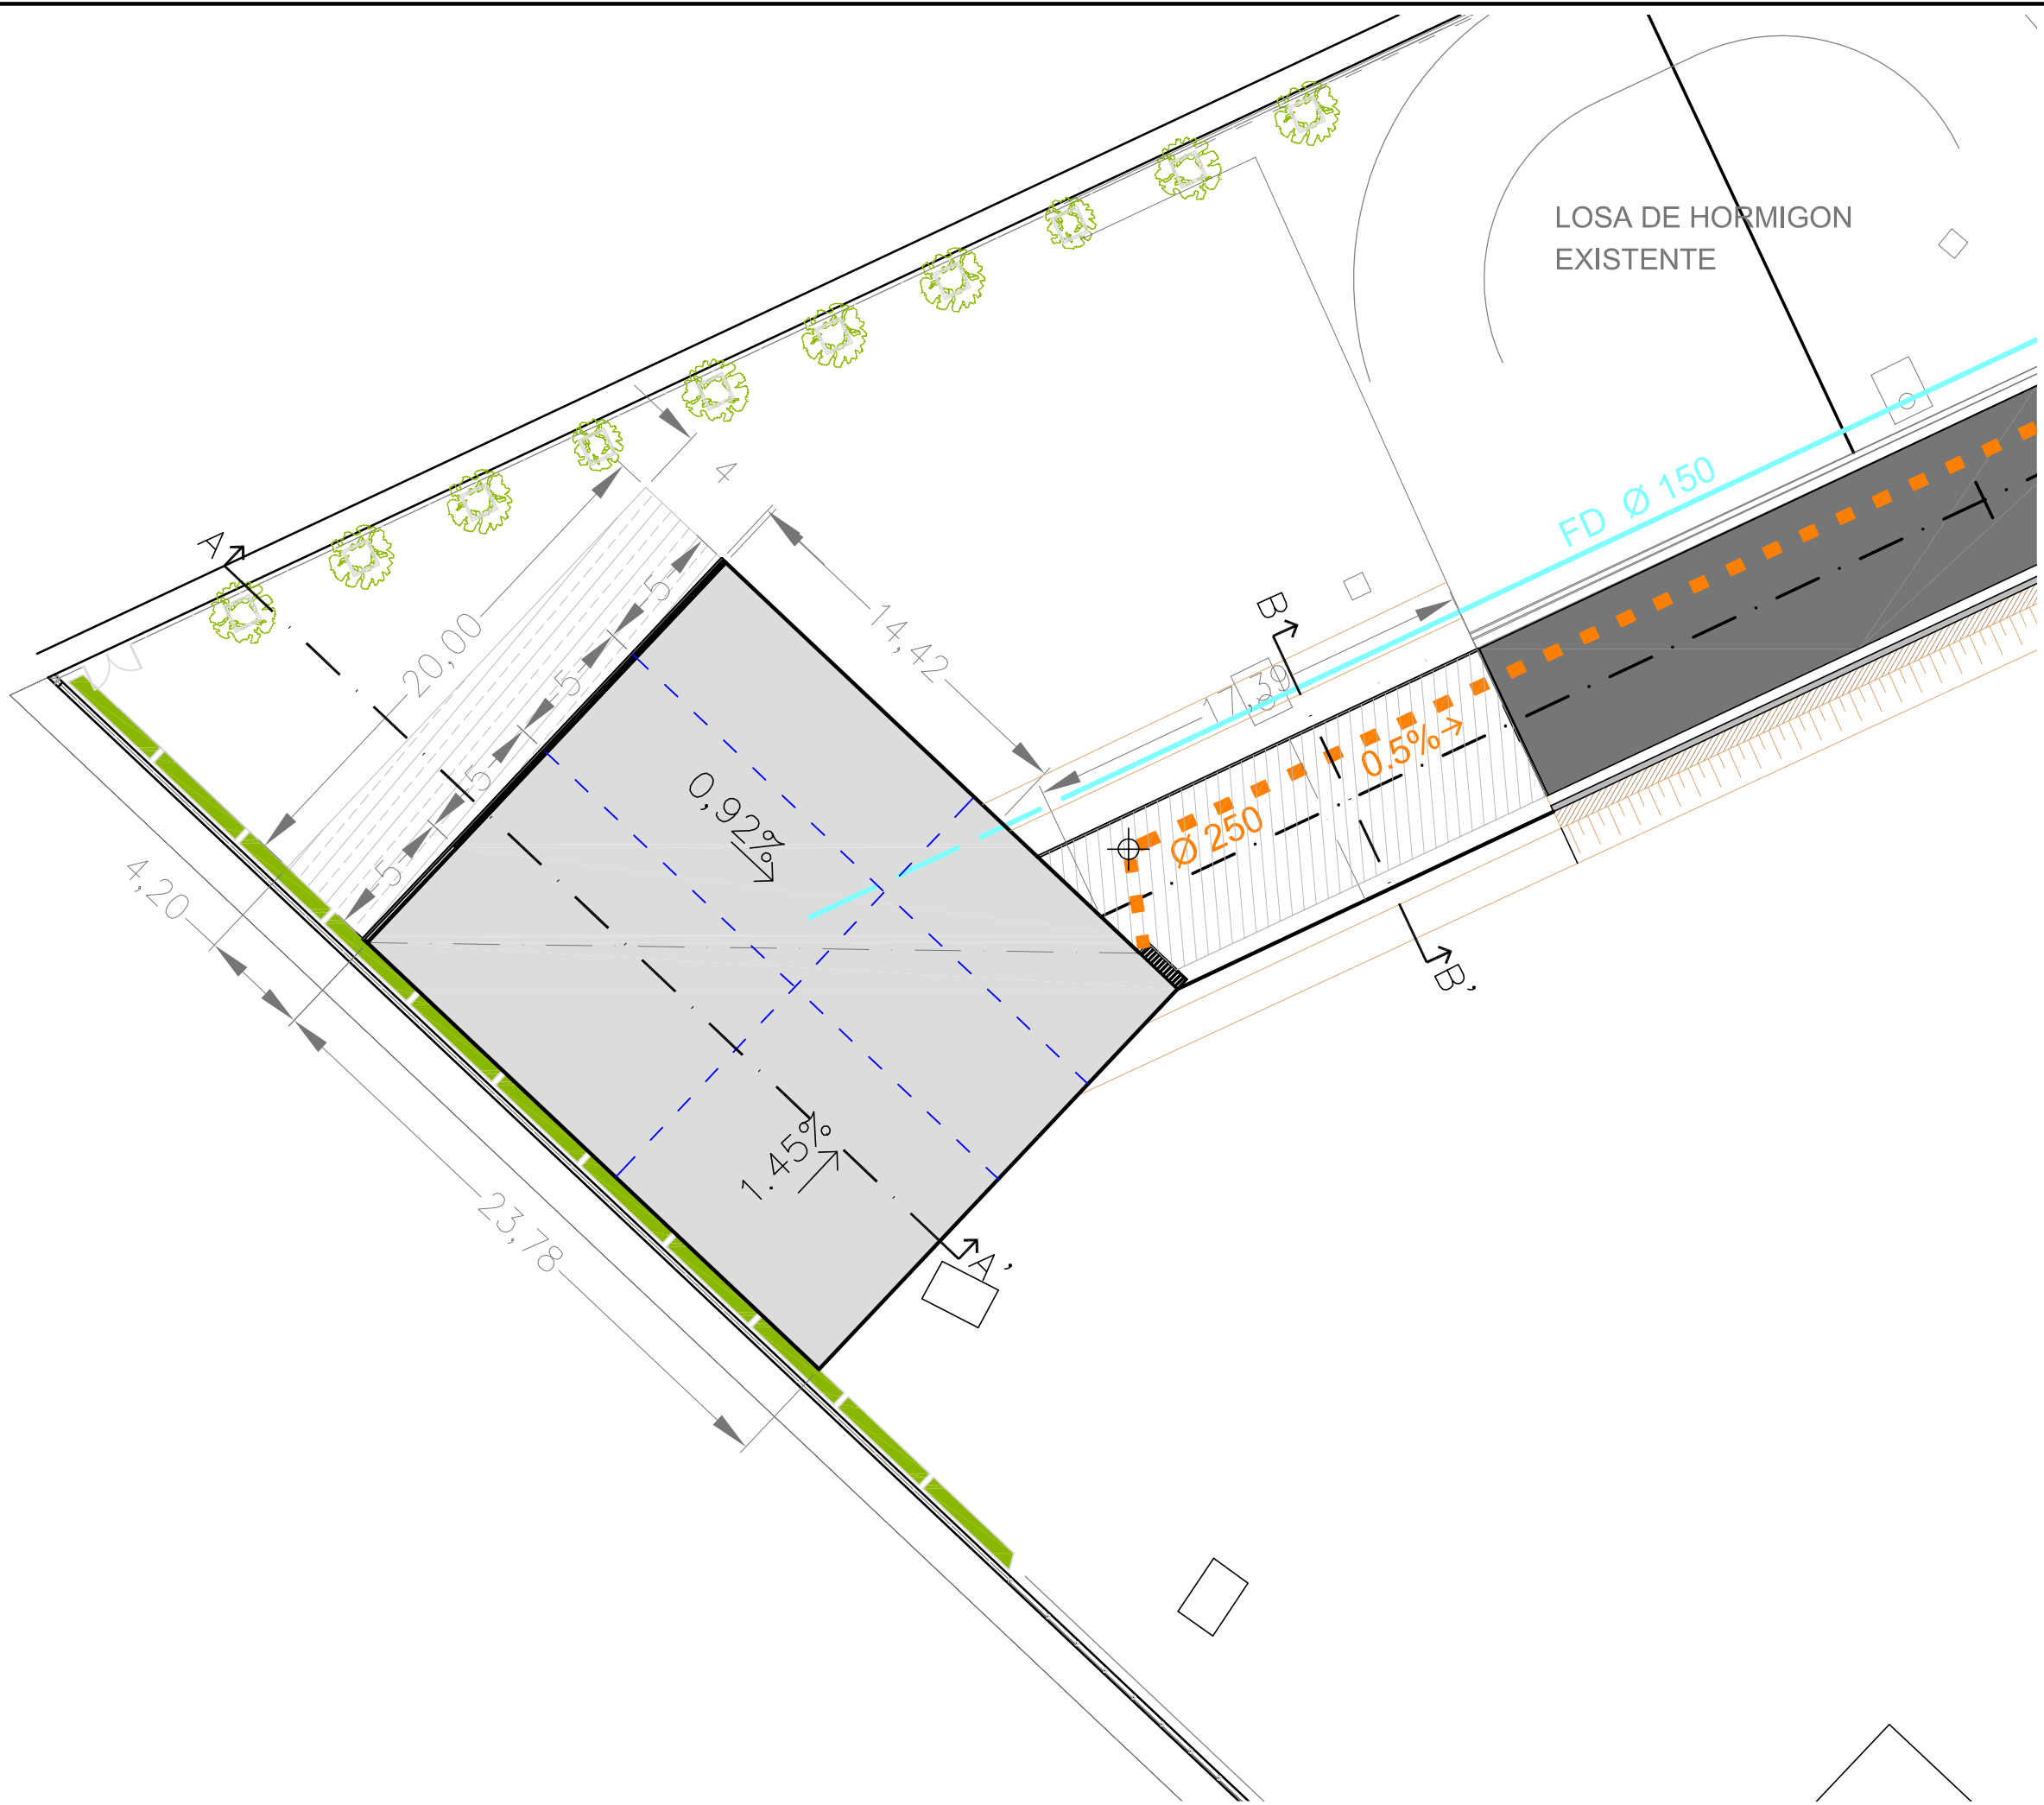 LOSA DE HORMIGON
EXISTENTE
FD Ø 150
A
4
20,00
5
5
5
5
14,42
B
17,39
0.5%
Ø 250
0,92%
4,20
B'
1.45%
A'
23,78